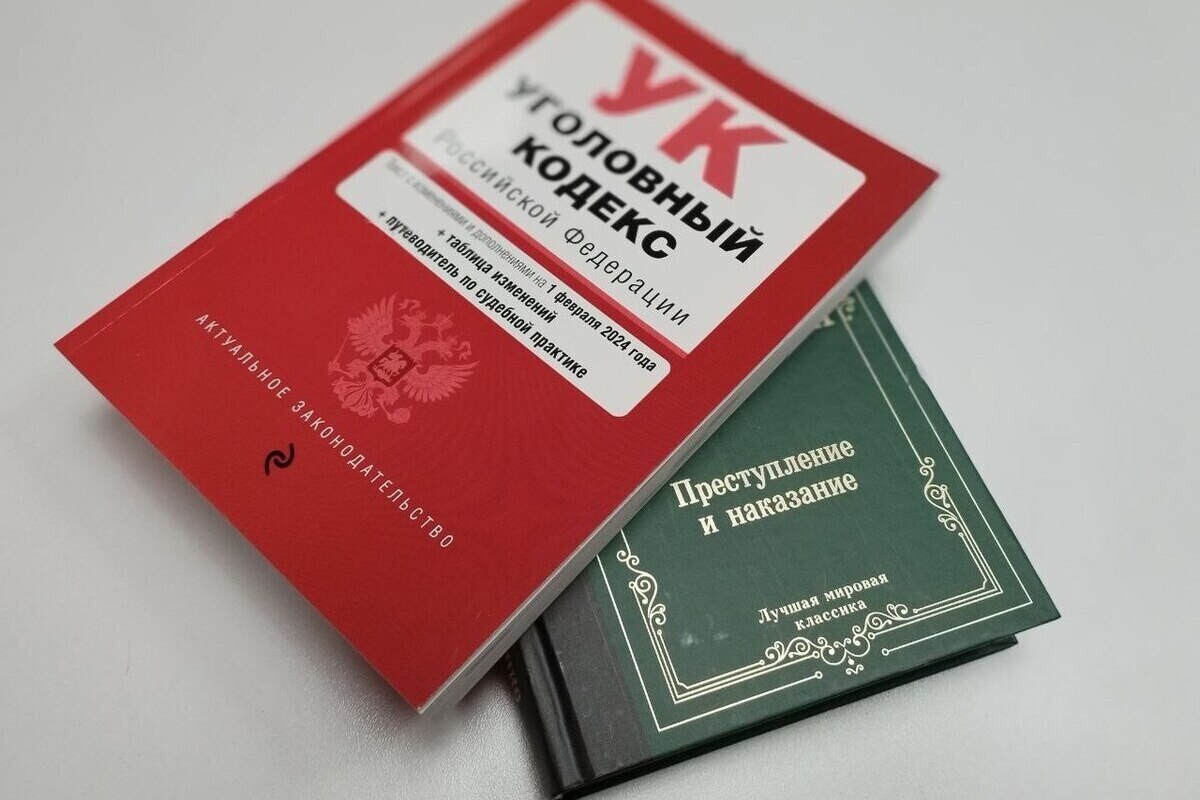 УК
УГОЛОВНЫЙ
КОДЕКС
Российской Федерации
Текст с изменениями и дополнениями на 1 февраля 2024 года
+ таблица изменений
+ путеводитель по судебной практике
АКТУАЛЬНОЕ ЗАКОНОДАТЕЛЬСТВО
Преступление
и наказание
Лучшая мировая
классика